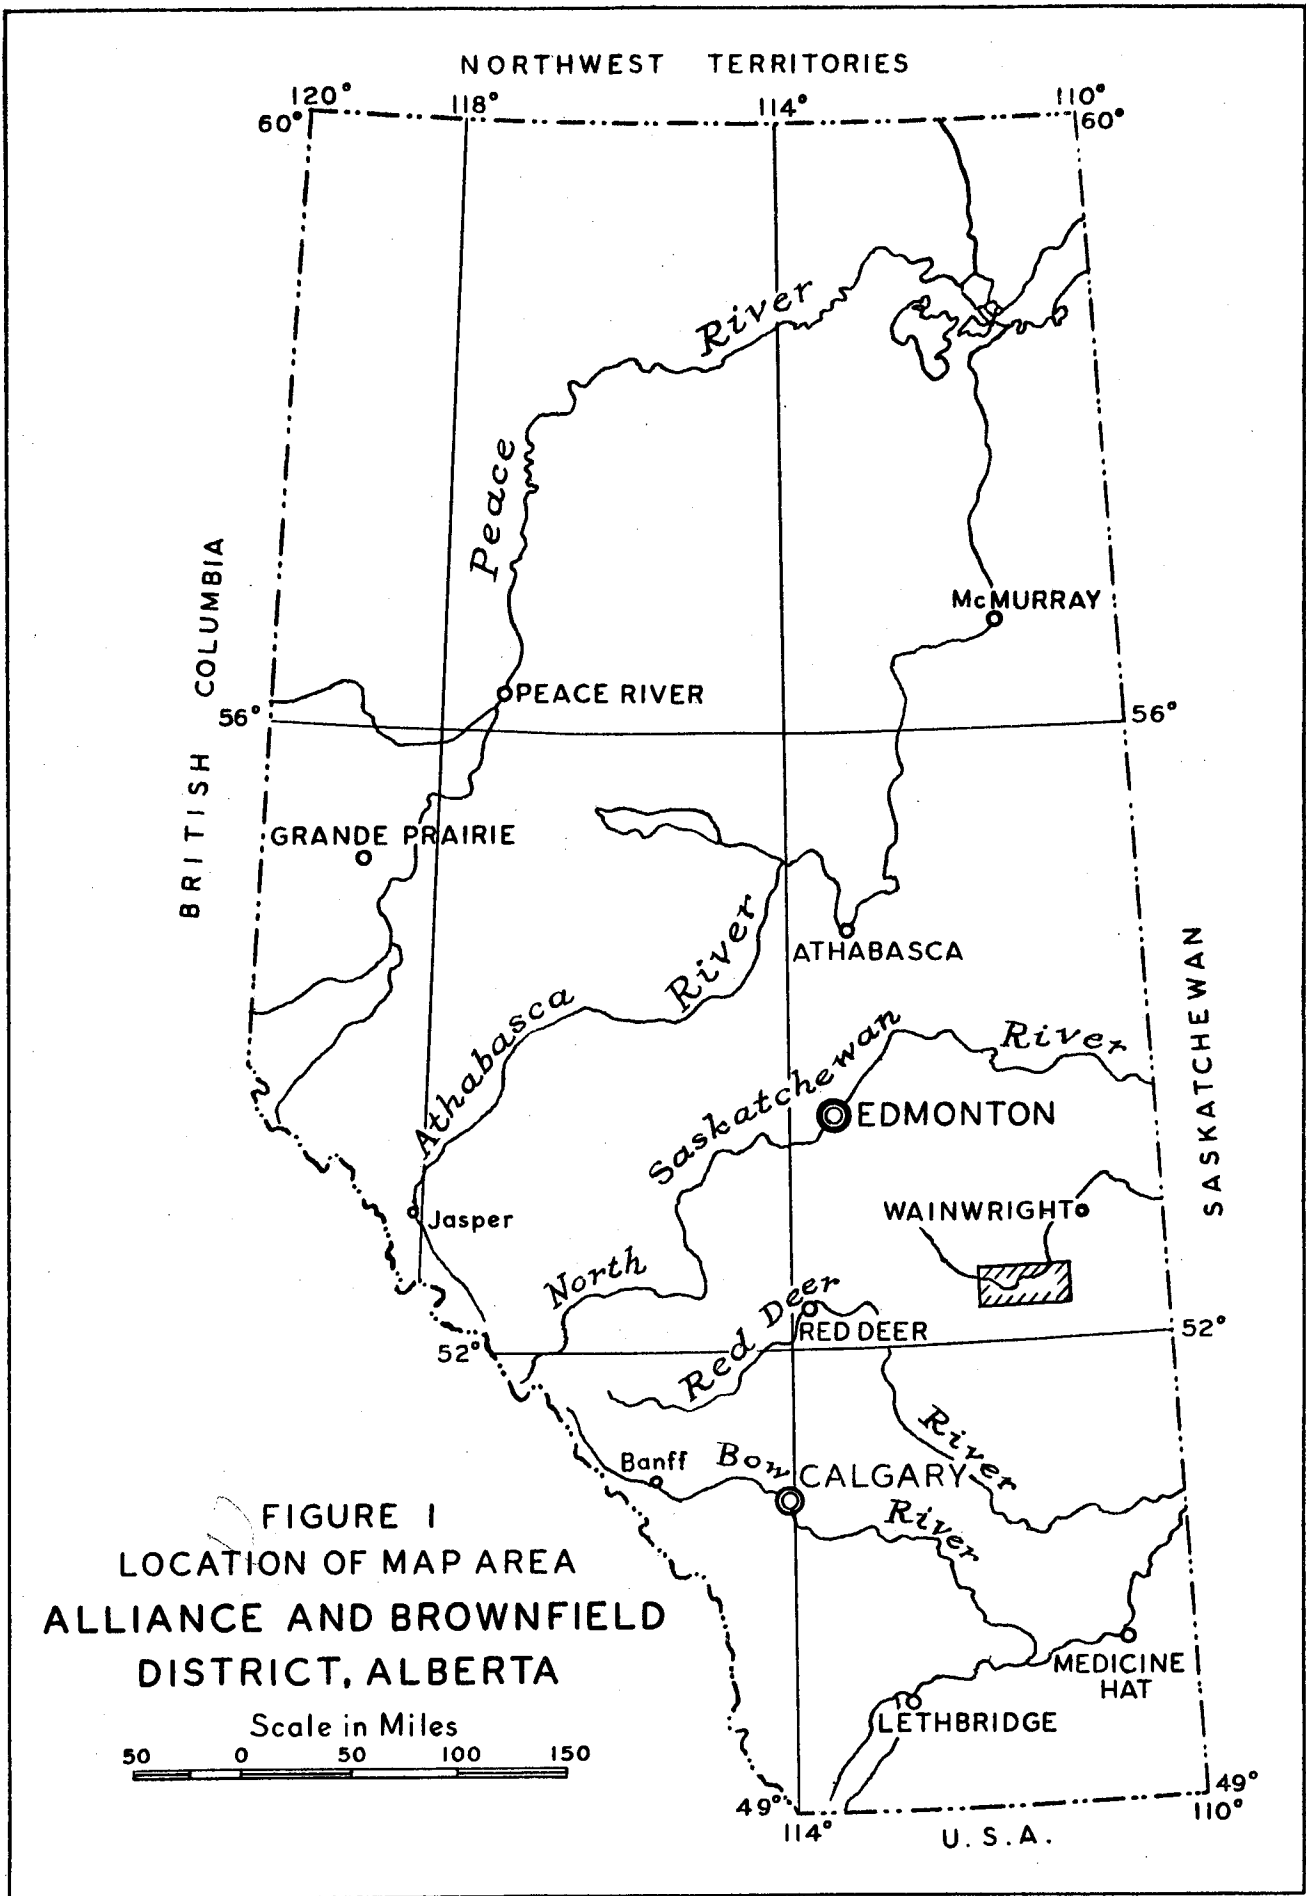 NORTHWEST TERRITORIES
120° 118° 114° 110°
60° 60°
Peace River
BRITISH COLUMBIA
McMURRAY
PEACE RIVER
56° 56°
GRANDE PRAIRIE
Athabasca River
ATHABASCA
SASKATCHEWAN
North Saskatchewan River
EDMONTON
WAINWRIGHT
Jasper
Red Deer River
RED DEER
52° 52°
Banff
Bow River
CALGARY
MEDICINE
HAT
LETHBRIDGE
FIGURE 1
LOCATION OF MAP AREA
ALLIANCE AND BROWNFIELD
DISTRICT, ALBERTA
Scale in Miles
50 0 50 100 150
49° 49°
114° 110°
U.S.A.